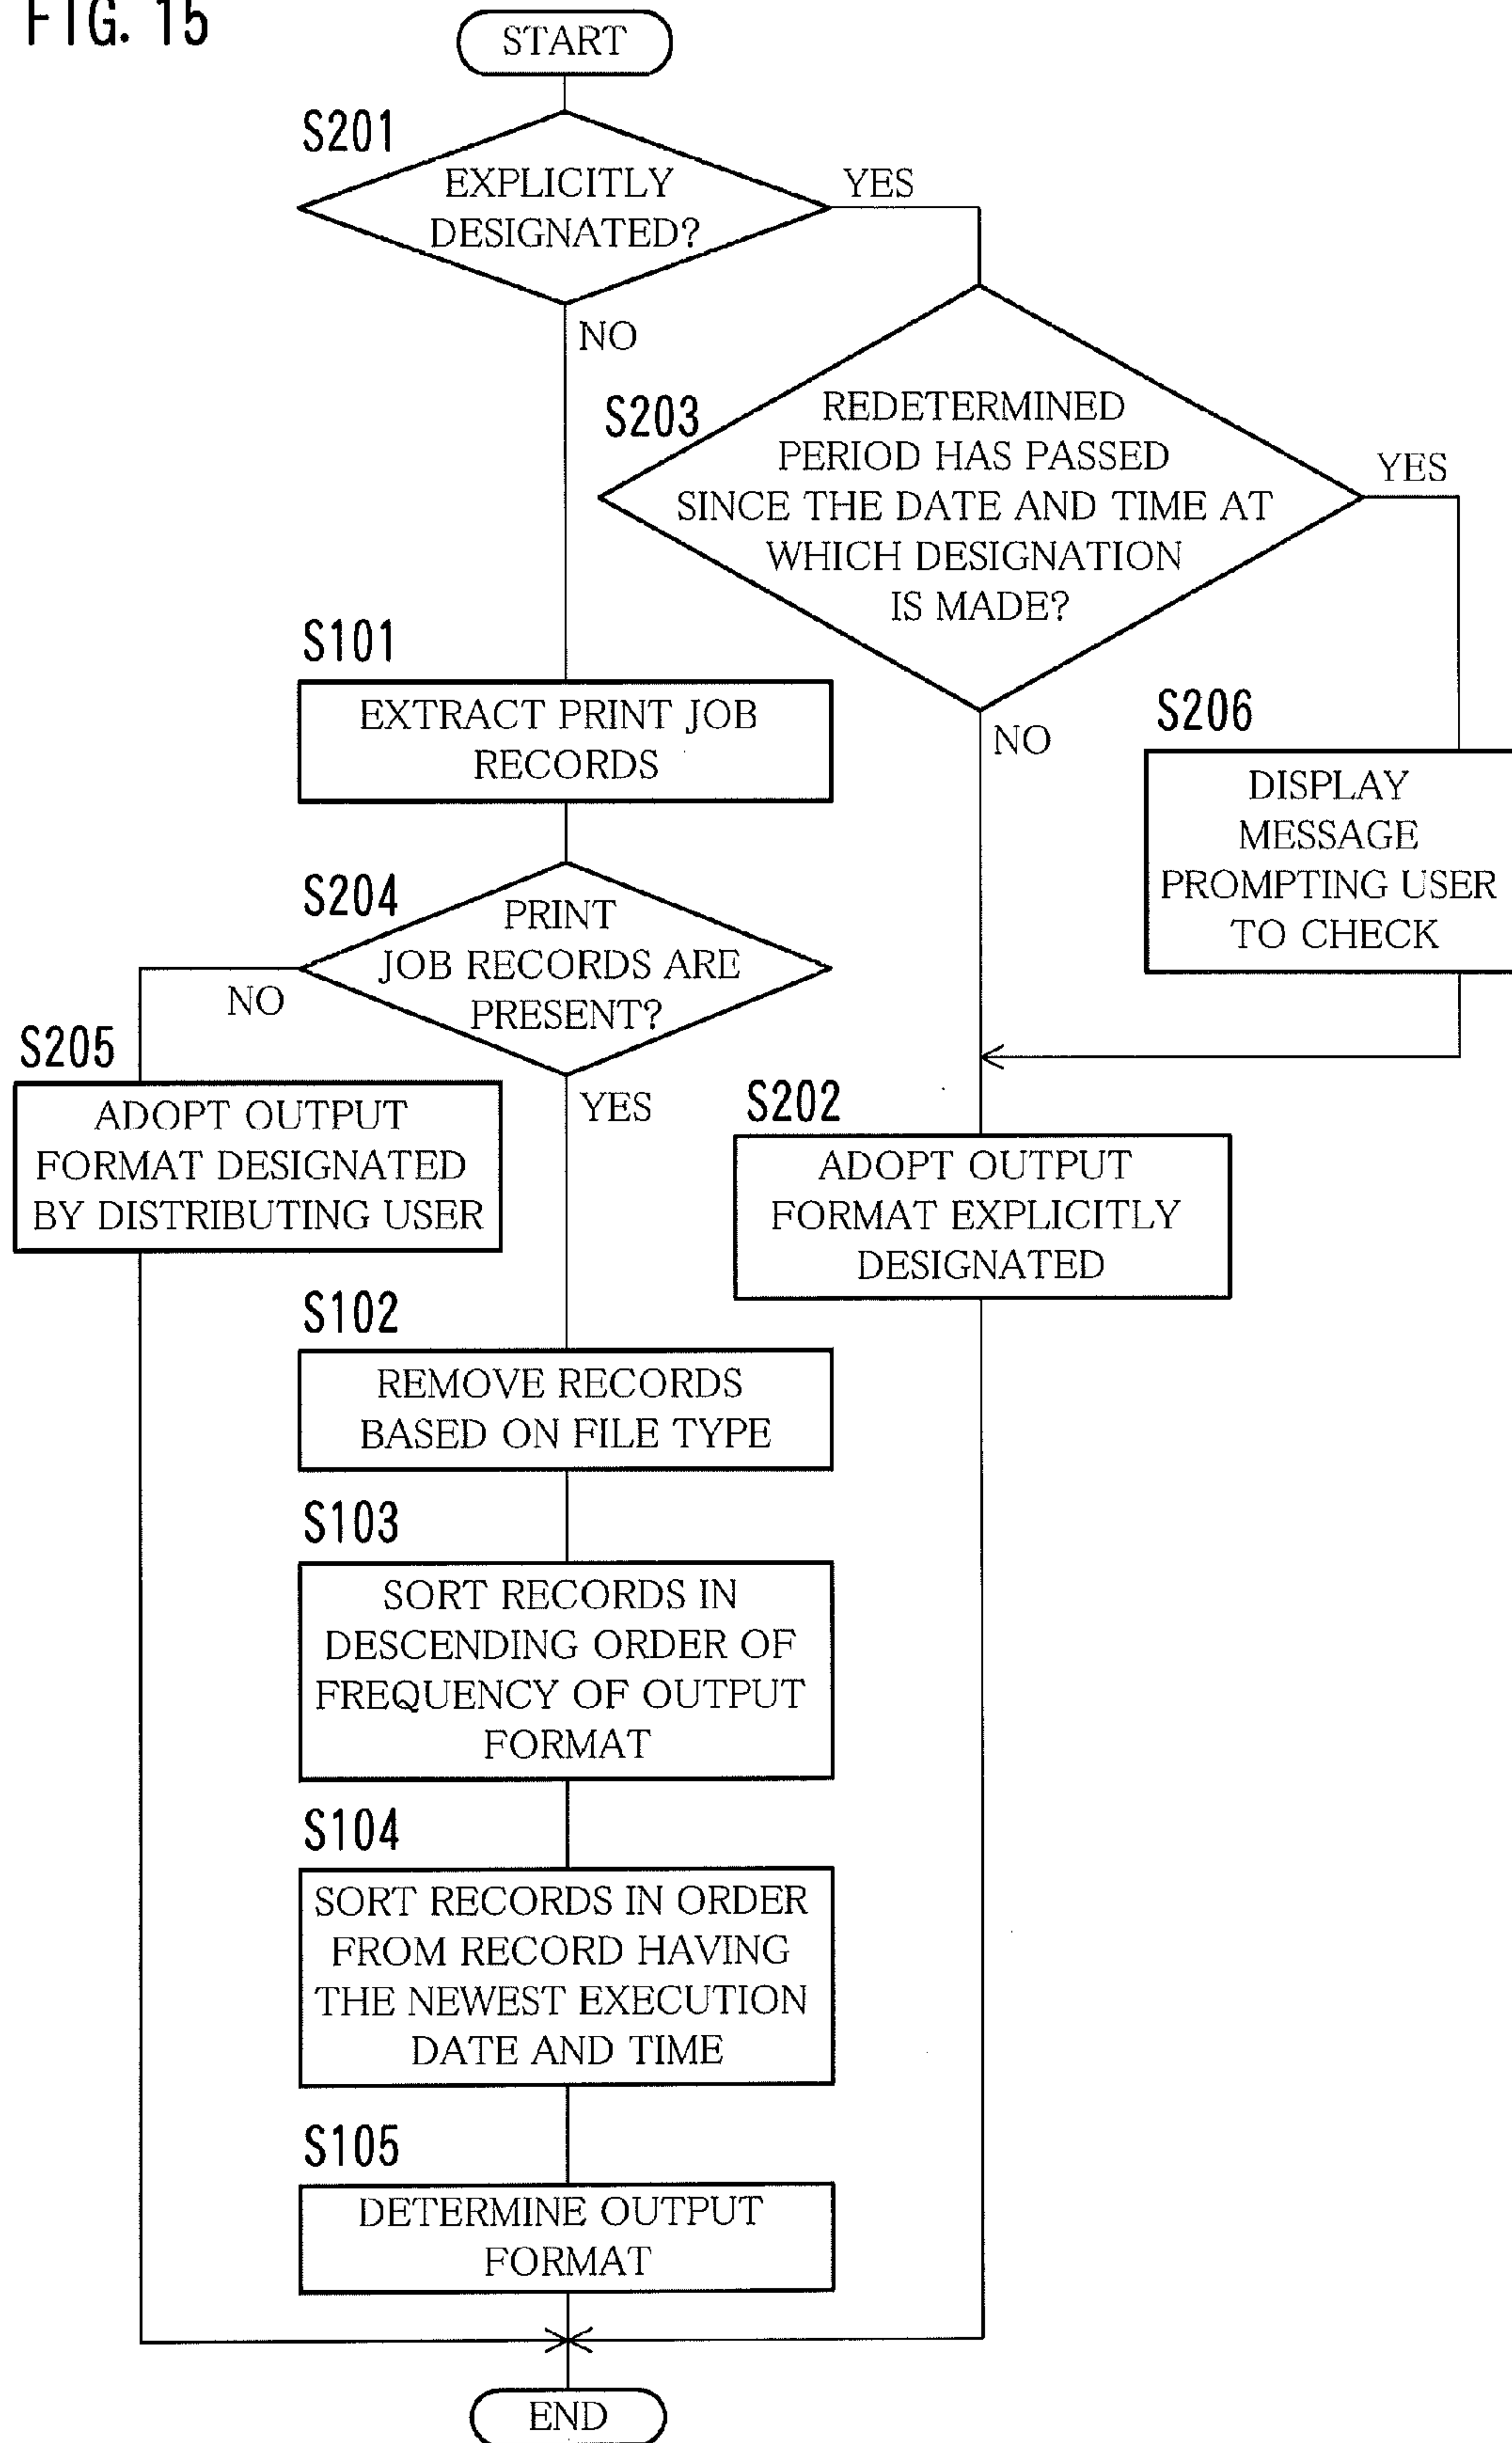 FIG. 15
START
S201
EXPLICITLY
DESIGNATED?
YES
NO
S203
REDETERMINED
PERIOD HAS PASSED
SINCE THE DATE AND TIME AT
WHICH DESIGNATION
IS MADE?
YES
NO
S101
EXTRACT PRINT JOB
RECORDS
S206
DISPLAY
MESSAGE
PROMPTING USER
TO CHECK
S204
PRINT
JOB RECORDS ARE
PRESENT?
NO
YES
S205
ADOPT OUTPUT
FORMAT DESIGNATED
BY DISTRIBUTING USER
S202
ADOPT OUTPUT
FORMAT EXPLICITLY
DESIGNATED
S102
REMOVE RECORDS
BASED ON FILE TYPE
S103
SORT RECORDS IN
DESCENDING ORDER OF
FREQUENCY OF OUTPUT
FORMAT
S104
SORT RECORDS IN ORDER
FROM RECORD HAVING
THE NEWEST EXECUTION
DATE AND TIME
S105
DETERMINE OUTPUT
FORMAT
END